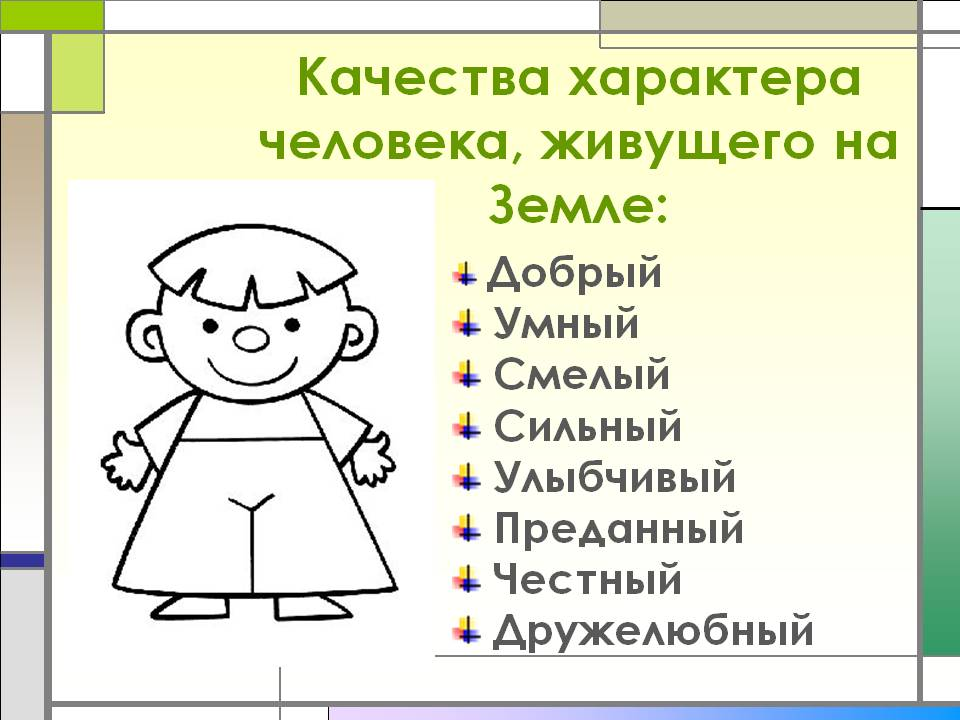 Качества характера
человека, живущего на
Земле:
Добрый
Умный
Смелый
Сильный
Улыбчивый
Преданный
Честный
Дружелюбный